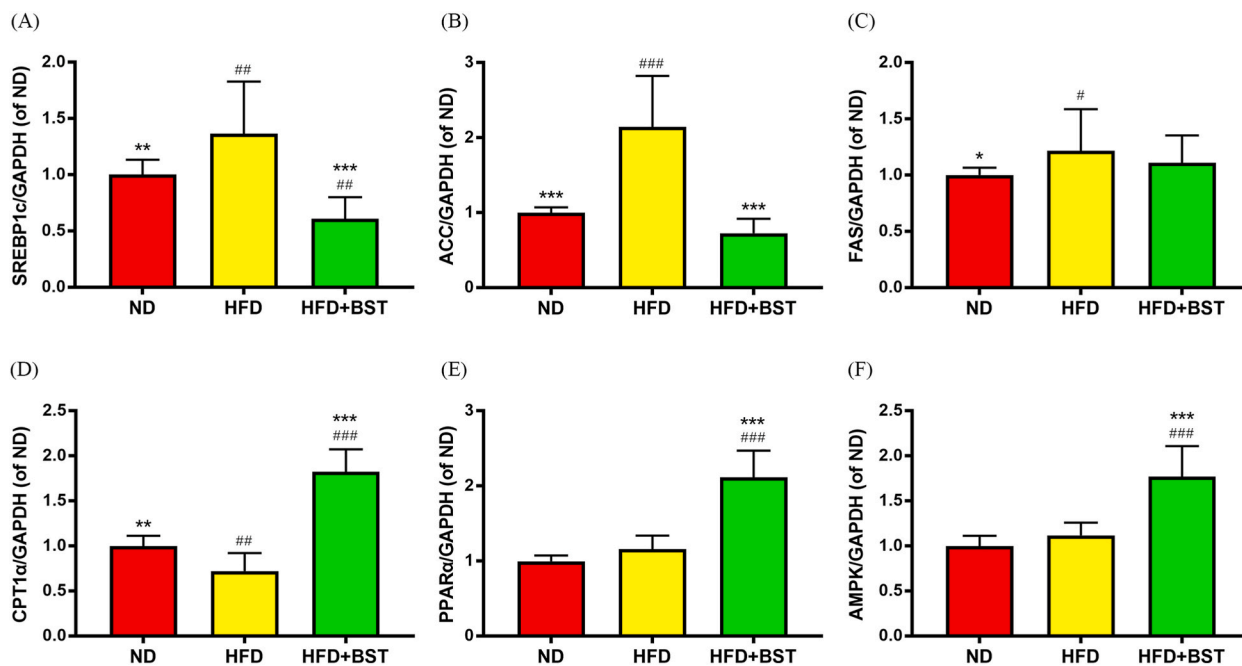 (A)
SREBP1c/GAPDH (of ND)
2.0
1.5
1.0
0.5
0.0
**
##
***
##
ND HFD HFD+BST
(B)
ACC/GAPDH (of ND)
3
2
1
0
***
###
***
ND HFD HFD+BST
(C)
FAS/GAPDH (of ND)
2.0
1.5
1.0
0.5
0.0
*
#
ND HFD HFD+BST
(D)
CPT1α/GAPDH (of ND)
2.5
2.0
1.5
1.0
0.5
0.0
**
##
***
###
ND HFD HFD+BST
(E)
PPARα/GAPDH (of ND)
3
2
1
0
***
###
ND HFD HFD+BST
(F)
AMPK/GAPDH (of ND)
2.5
2.0
1.5
1.0
0.5
0.0
***
###
ND HFD HFD+BST